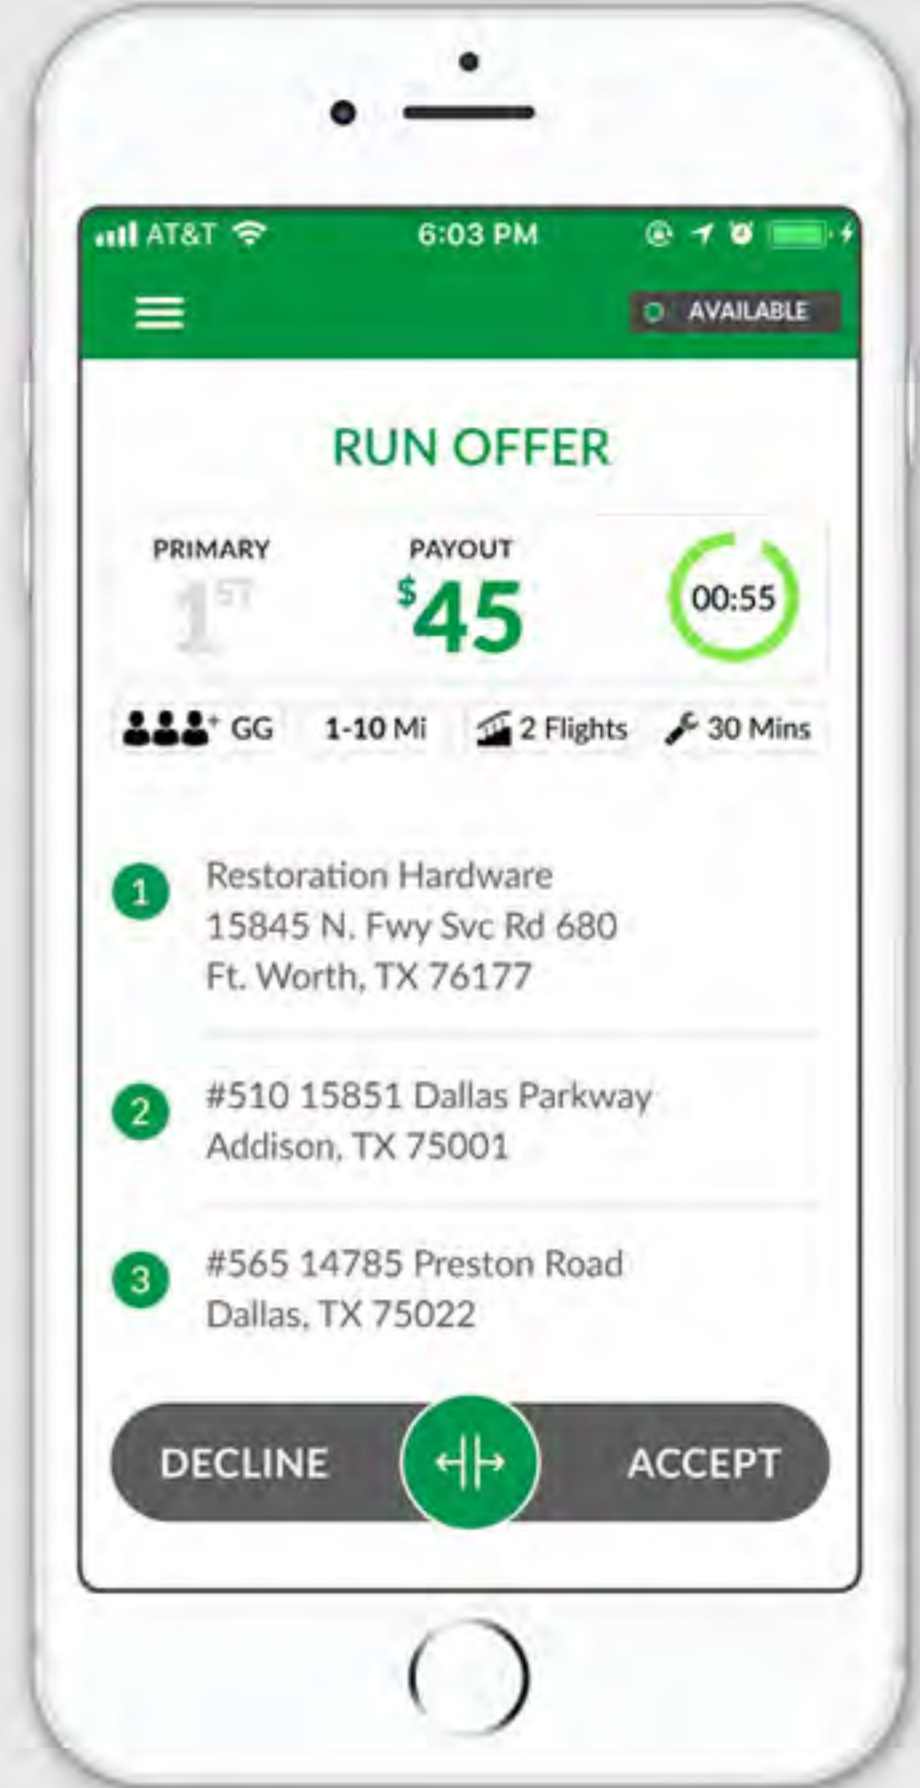 AT&T 6:03 PM
AVAILABLE
RUN OFFER
PRIMARY PAYOUT
1ST $45 00:55
+ GG 1-10 Mi 2 Flights 30 Mins
1 Restoration Hardware
15845 N. Fwy Svc Rd 680
Ft. Worth, TX 76177
2 #510 15851 Dallas Parkway
Addison, TX 75001
3 #565 14785 Preston Road
Dallas, TX 75022
DECLINE ACCEPT